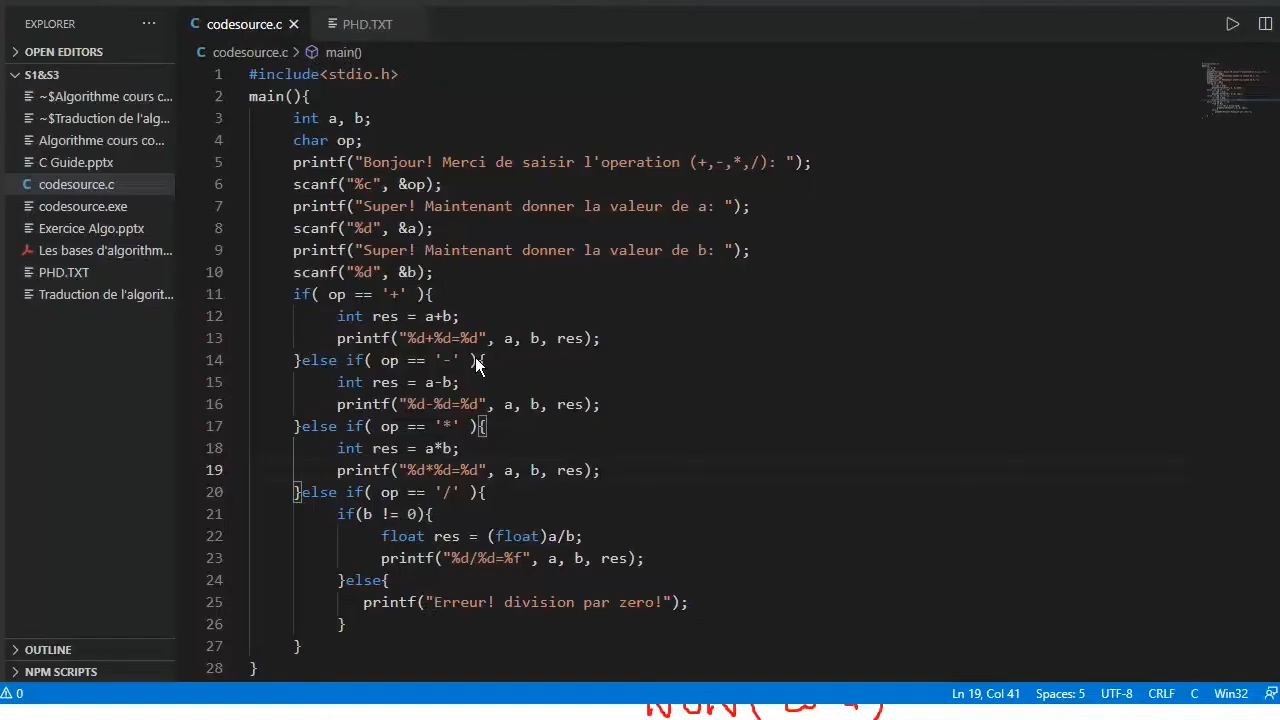 EXPLORER
OPEN EDITORS
S1&S3
~$Algorithme cours c...
~$Traduction de l'alg...
Algorithme cours co...
C Guide.pptx
codesource.c
codesource.exe
Exercice Algo.pptx
Les bases d'algorithm...
PHD.TXT
Traduction de l'algorit...
OUTLINE
NPM SCRIPTS
codesource.c
PHD.TXT
codesource.c > main()
1 #include<stdio.h>
2 main(){
3 int a, b;
4 char op;
5 printf("Bonjour! Merci de saisir l'operation (+,-,*,/): ");
6 scanf("%c", &op);
7 printf("Super! Maintenant donner la valeur de a: ");
8 scanf("%d", &a);
9 printf("Super! Maintenant donner la valeur de b: ");
10 scanf("%d", &b);
11 if( op == '+' ){
12 int res = a+b;
13 printf("%d+%d=%d", a, b, res);
14 }else if( op == '-' ){
15 int res = a-b;
16 printf("%d-%d=%d", a, b, res);
17 }else if( op == '*' ){
18 int res = a*b;
19 printf("%d*%d=%d", a, b, res);
20 }else if( op == '/' ){
21 if(b != 0){
22 float res = (float)a/b;
23 printf("%d/%d=%f", a, b, res);
24 }else{
25 printf("Erreur! division par zero!");
26 }
27 }
28 }
0
Ln 19, Col 41 Spaces: 5 UTF-8 CRLF C Win32